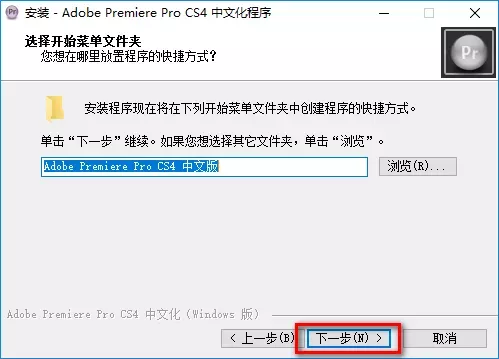 安装 - Adobe Premiere Pro CS4 中文化程序
选择开始菜单文件夹
您想在哪里放置程序的快捷方式?
Pr
安装程序现在将在下列开始菜单文件夹中创建程序的快捷方式。
单击“下一步”继续。如果您想选择其它文件夹，单击“浏览”。
Adobe Premiere Pro CS4 中文版
浏览(R)...
Adobe Premiere Pro CS4 中文化（Windows 版）
< 上一步(B)
下一步(N) >
取消